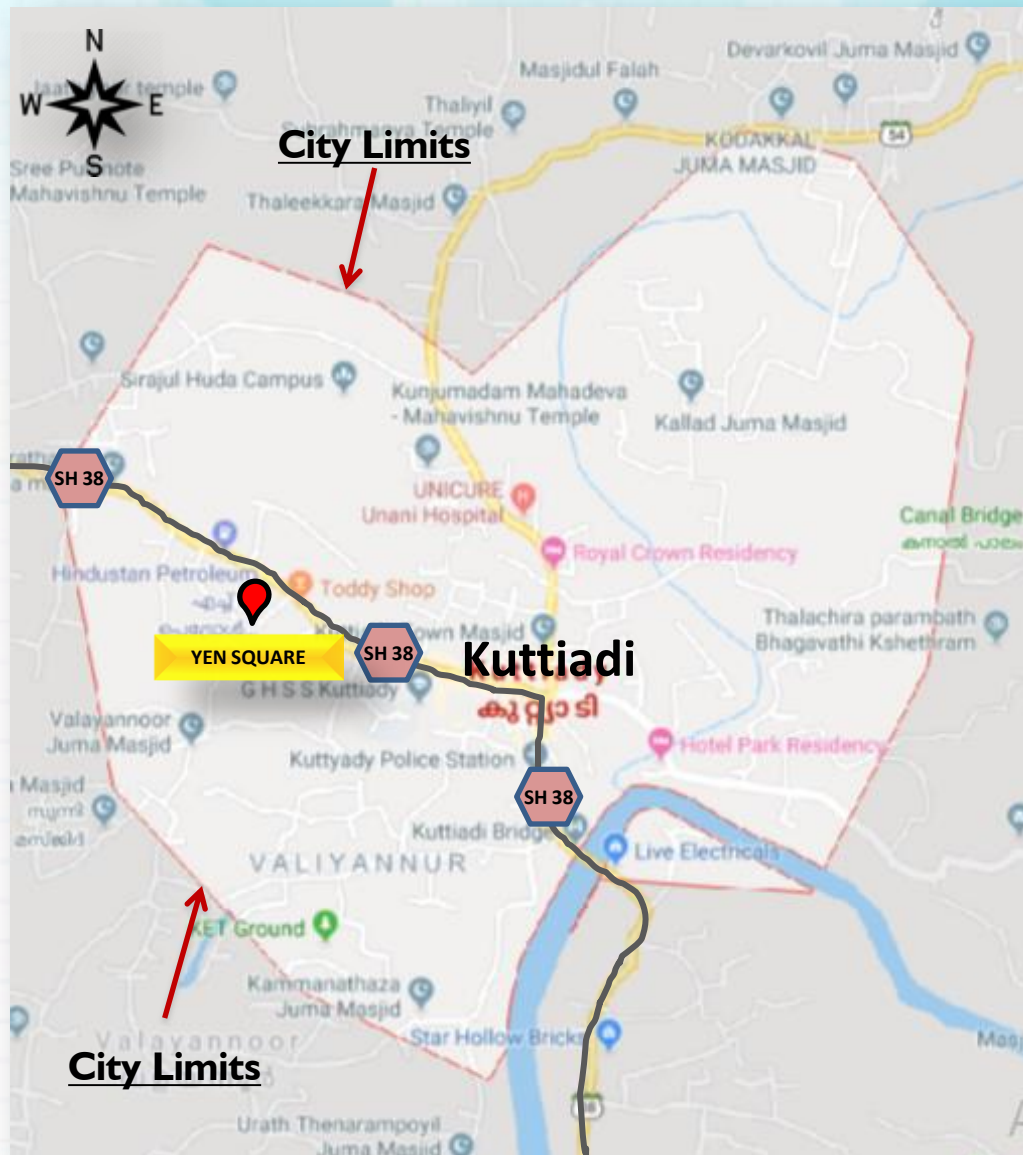 N
W E
S
Devarkovil Juma Masjid
Masjidul Falah
temple
Thaliyil
Subrahmanya Temple
City Limits
54
KODAKKAL
JUMA MASJID
Sree
Mahavishnu Temple
Thaleekkara Masjid
Sirajul Huda Campus
Kunjumadam Mahadeva
- Mahavishnu Temple
Kallad Juma Masjid
SH 38
UNICURE
Unani Hospital
Canal Bridge
Royal Crown Residency
Hindustan Petroleum
Toddy Shop
Thalachira parambath
Bhagavathi Kshethram
Masjid
YEN SQUARE
SH 38
Kuttiadi
G H S S Kuttiady
കുറ്റ്യാടി
Valayannoor
Juma Masjid
Hotel Park Residency
Kuttyady Police Station
Masjid
സുന്നി
SH 38
Kuttiadi Bridge
Live Electricals
VALIYANNUR
KET Ground
Kammanathaza
Juma Masjid
Star Hollow Bricks
Valayannoor
City Limits
Urath Thenarampoyil
Juma Masjid